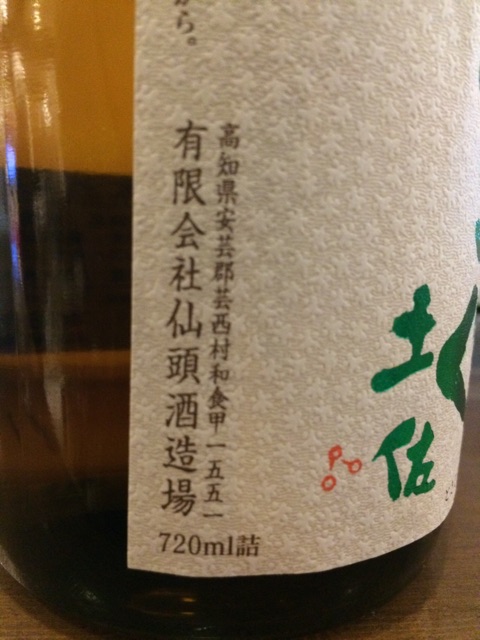 から。
高知県安芸郡芸西村和食甲一五五一
有限会社仙頭酒造場
720ml詰
土佐